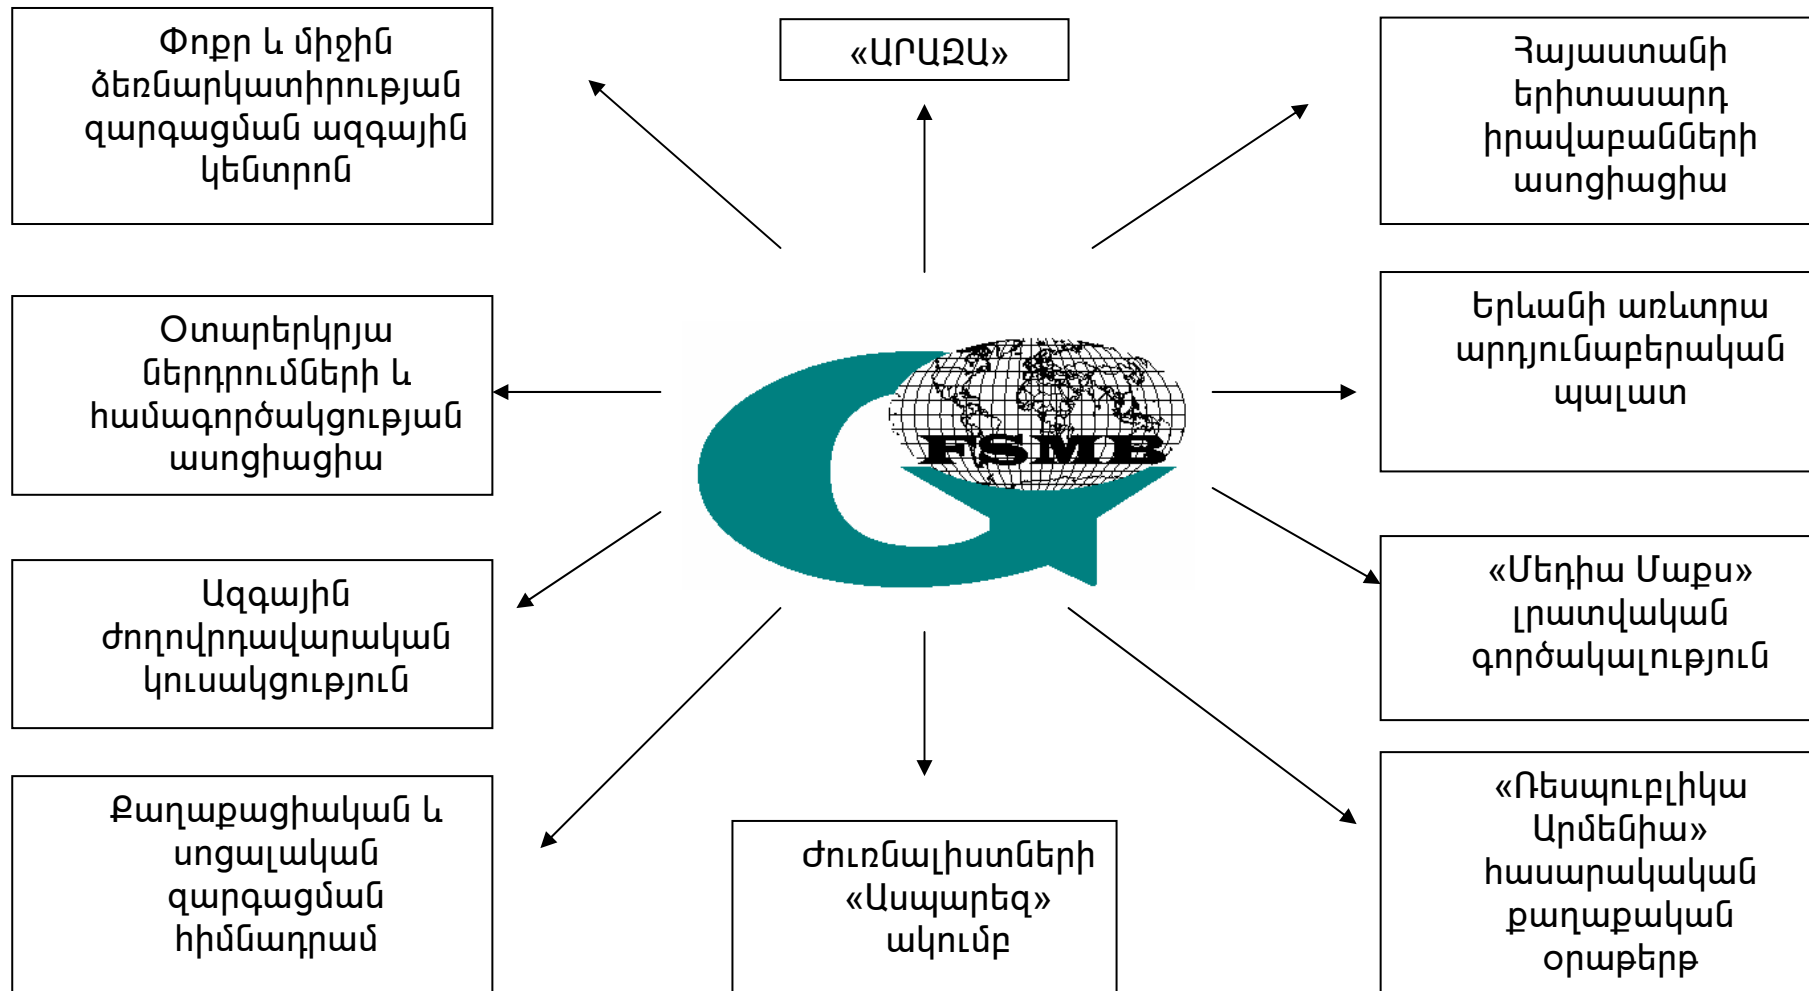 Փոքր և միջին
ձեռնարկատիրության
զարգացման ազգային
կենտրոն
«ԱՐԱԶԱ»
Հայաստանի
երիտասարդ
իրավաբանների
ասոցիացիա
Օտարերկրյա
ներդրումների և
համագործակցության
ասոցիացիա
FSMB
Երևանի առևտրա
արդյունաբերական
պալատ
Ազգային
ժողովրդավարական
կուսակցություն
«Մեդիա Մաքս»
լրատվական
գործակալություն
Քաղաքացիական և
սոցալական
զարգացման
հիմնադրամ
Ժուռնալիստների
«Ասպարեզ»
ակումբ
«Ռեսպուբլիկա
Արմենիա»
հասարակական
քաղաքական
օրաթերթ